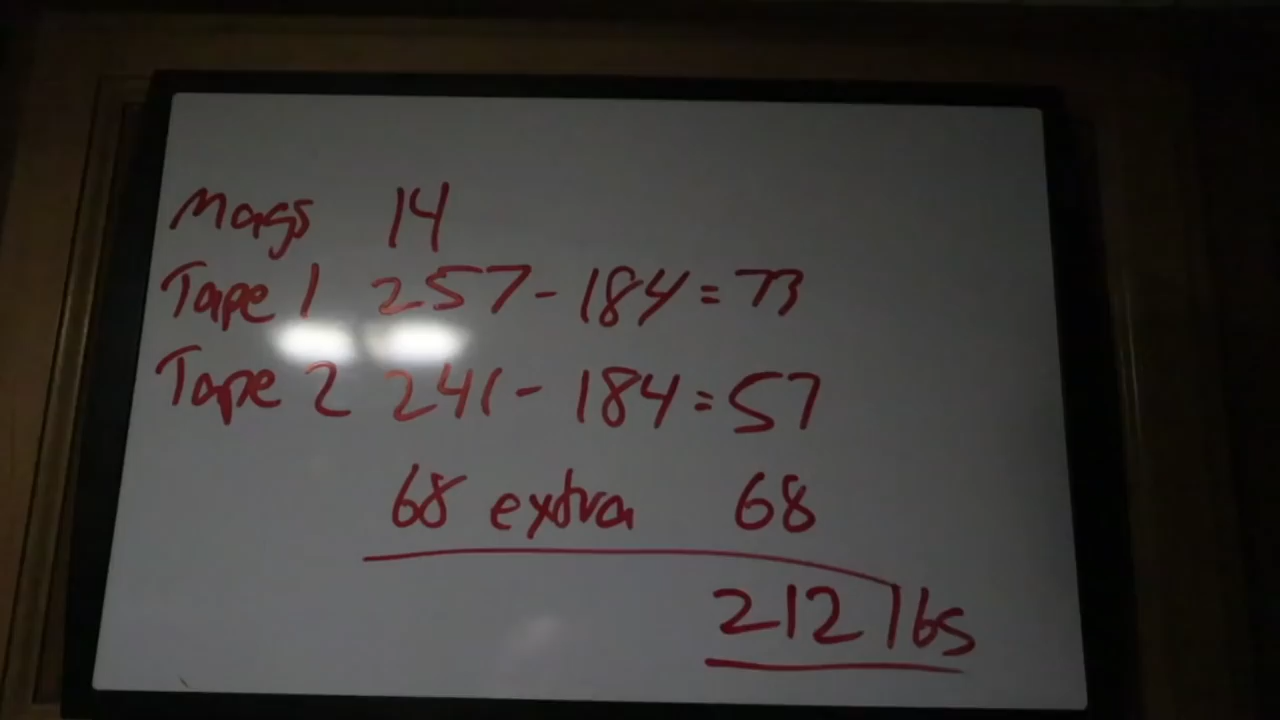 Mags 14
Tape 1 257 - 184 = 73
Tape 2 241 - 184 = 57
68 extra 68
212 lbs